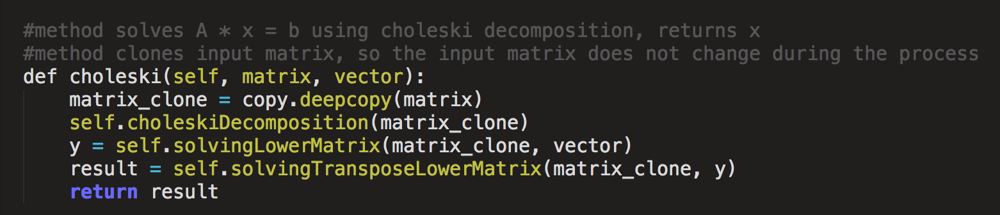 #method solves A * x = b using choleski decomposition, returns x
#method clones input matrix, so the input matrix does not change during the process
def choleski(self, matrix, vector):
    matrix_clone = copy.deepcopy(matrix)
    self.choleskiDecomposition(matrix_clone)
    y = self.solvingLowerMatrix(matrix_clone, vector)
    result = self.solvingTransposeLowerMatrix(matrix_clone, y)
    return result